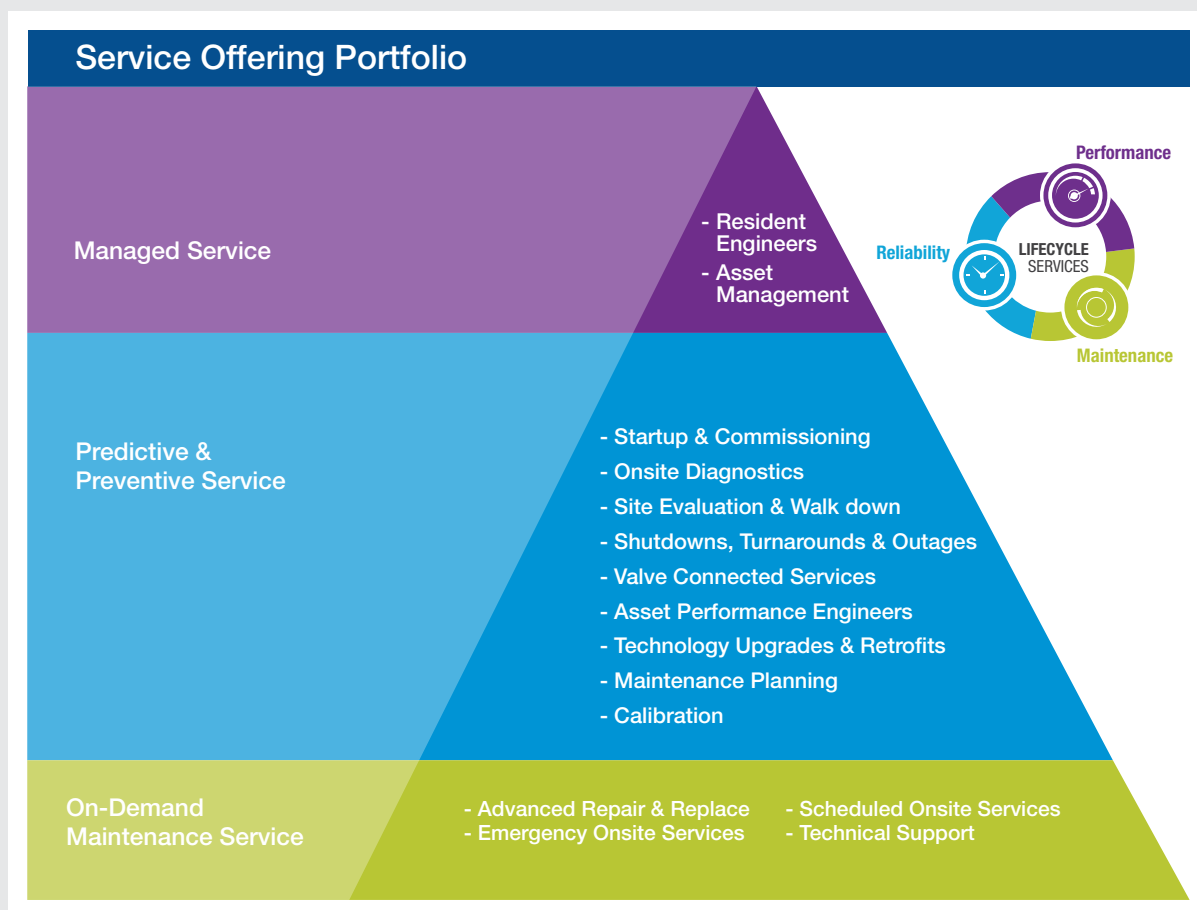 Service Offering Portfolio
Managed Service
- Resident
Engineers
- Asset
Management
Performance
Reliability
LIFECYCLE
SERVICES
Maintenance
Predictive &
Preventive Service
- Startup & Commissioning
- Onsite Diagnostics
- Site Evaluation & Walk down
- Shutdowns, Turnarounds & Outages
- Valve Connected Services
- Asset Performance Engineers
- Technology Upgrades & Retrofits
- Maintenance Planning
- Calibration
On-Demand
Maintenance Service
- Advanced Repair & Replace
- Emergency Onsite Services
- Scheduled Onsite Services
- Technical Support